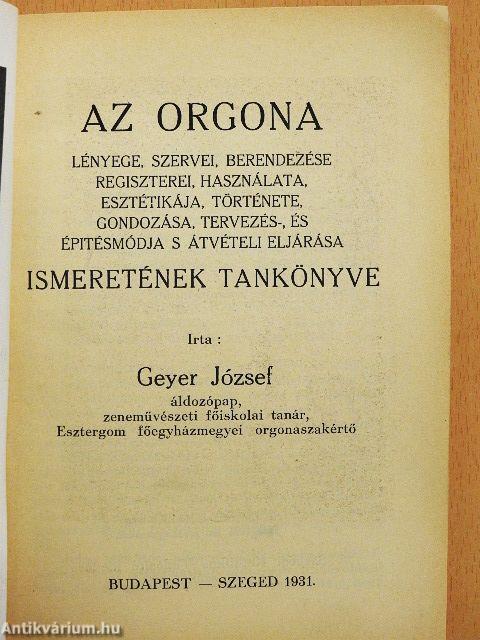 AZ ORGONA
LÉNYEGE, SZERVEI, BERENDEZÉSE
REGISZTEREI, HASZNÁLATA,
ESZTÉTIKÁJA, TÖRTÉNETE,
GONDOZÁSA, TERVEZÉS-, ÉS
ÉPITÉSMÓDJA S ÁTVÉTELI ELJÁRÁSA
ISMERETÉNEK TANKÖNYVE
Irta :
Geyer József
áldozópap,
zeneművészeti főiskolai tanár,
Esztergom főegyházmegyei orgonaszakértő
BUDAPEST — SZEGED 1931.
Antikvárium.hu